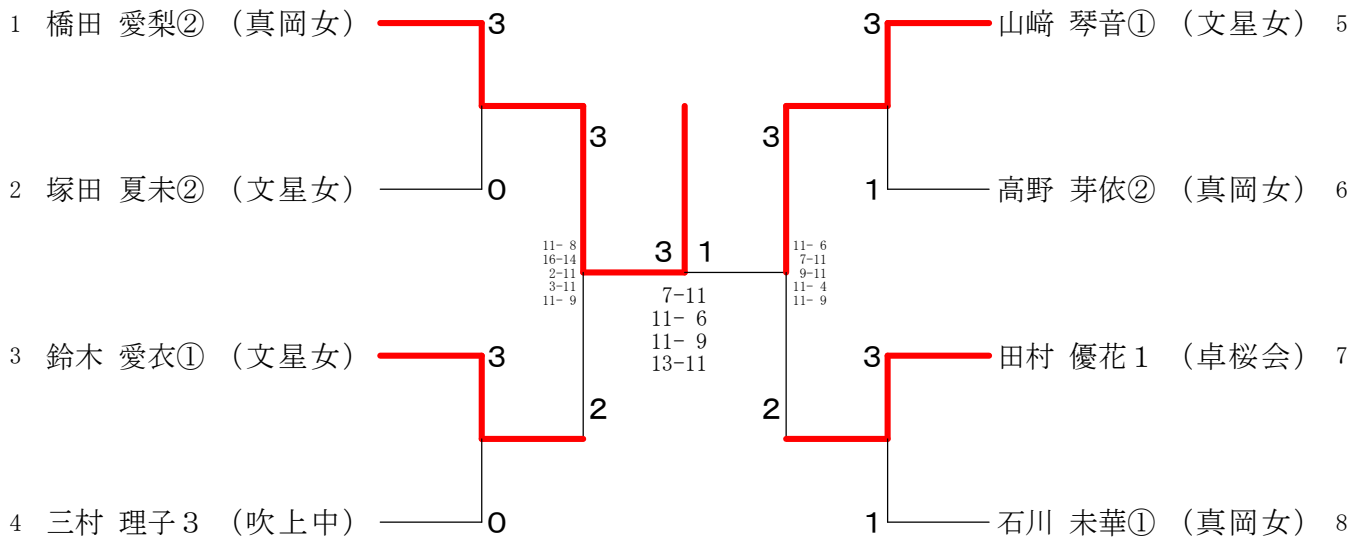 1 橋田 愛梨② （真岡女） 3
3 山﨑 琴音① （文星女） 5
3
3
2 塚田 夏未② （文星女） 0
1 高野 芽依② （真岡女） 6
11- 8
16-14
2-11
3-11
11- 9
3 1
7-11
11- 6
11- 9
13-11
11- 6
7-11
9-11
11- 4
11- 9
3 鈴木 愛衣① （文星女） 3
3 田村 優花１ （卓桜会） 7
2
2
4 三村 理子３ （吹上中） 0
1 石川 未華① （真岡女） 8